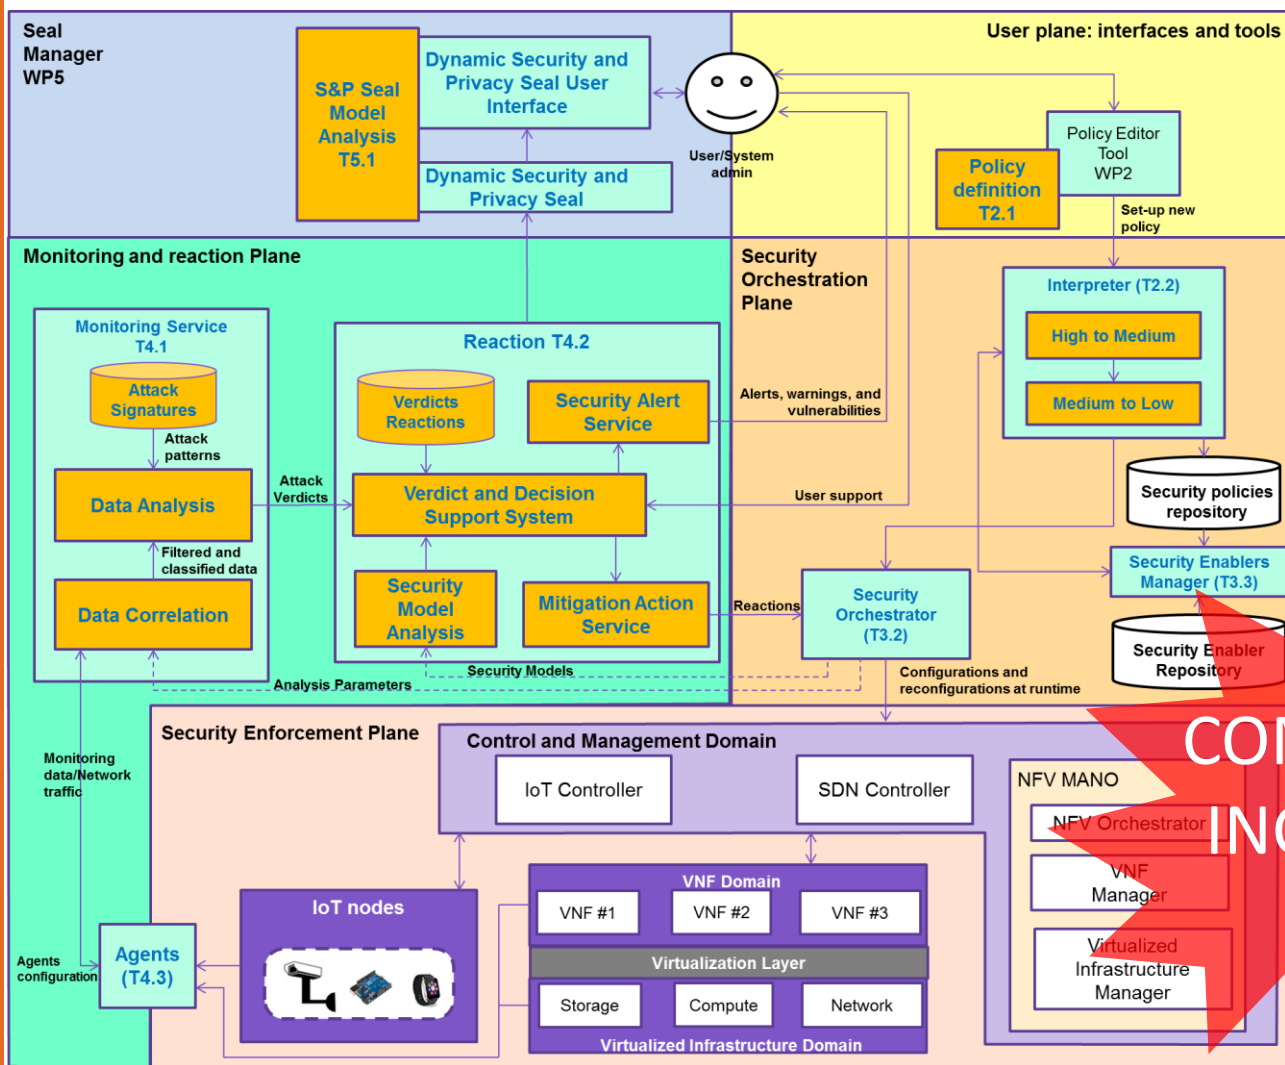 Seal
Manager
WP5
S&P Seal
Model
Analysis
T5.1
Dynamic Security and
Privacy Seal User
Interface
Dynamic Security and
Privacy Seal
User/System
admin
User plane: interfaces and tools
Policy Editor
Tool
WP2
Policy
definition
T2.1
Set-up new
policy
Monitoring and reaction Plane
Monitoring Service
T4.1
Attack
Signatures
Attack
patterns
Data Analysis
Filtered and
classified data
Data Correlation
Attack
Verdicts
Reaction T4.2
Verdicts
Reactions
Security Alert
Service
Verdict and Decision
Support System
Security
Model
Analysis
Mitigation Action
Service
Security Models
Analysis Parameters
Security
Orchestration
Plane
Alerts, warnings, and
vulnerabilities
User support
Reactions
Interpreter (T2.2)
High to Medium
Medium to Low
Security policies
repository
Security Enablers
Manager (T3.3)
Security Enabler
Repository
Security
Orchestrator
(T3.2)
Configurations and
reconfigurations at runtime
Security Enforcement Plane
Monitoring
data/Network
traffic
Agents
configuration
Agents
(T4.3)
IoT nodes
Control and Management Domain
IoT Controller
SDN Controller
VNF Domain
VNF #1
VNF #2
VNF #3
Virtualization Layer
Storage
Compute
Network
Virtualized Infrastructure Domain
NFV MANO
NFV Orchestrator
VNF
Manager
Virtualized
Infrastructure
Manager